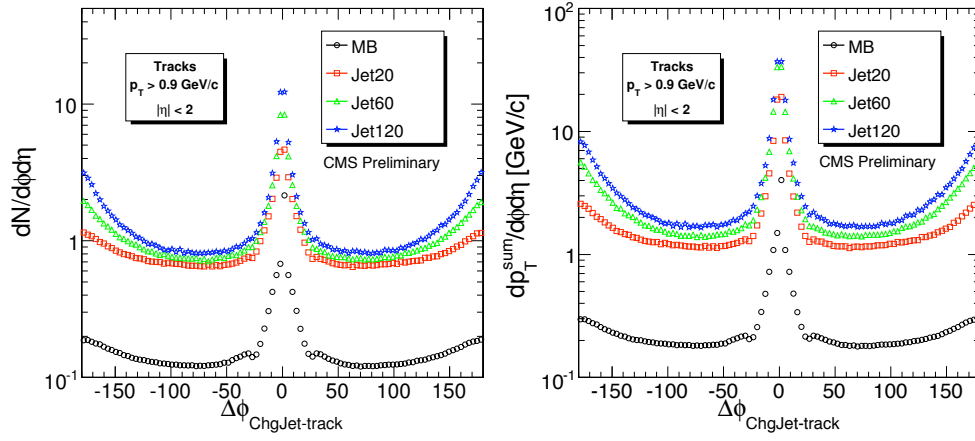 dN/dφdη
10
1
10⁻¹
Tracks
p_T > 0.9 GeV/c
|η| < 2
MB
Jet20
Jet60
Jet120
CMS Preliminary
-150 -100 -50 0 50 100 150
Δφ_ChgJet-track
dp_T^sum/dφdη [GeV/c]
10²
10
1
10⁻¹
Tracks
p_T > 0.9 GeV/c
|η| < 2
MB
Jet20
Jet60
Jet120
CMS Preliminary
-150 -100 -50 0 50 100 150
Δφ_ChgJet-track